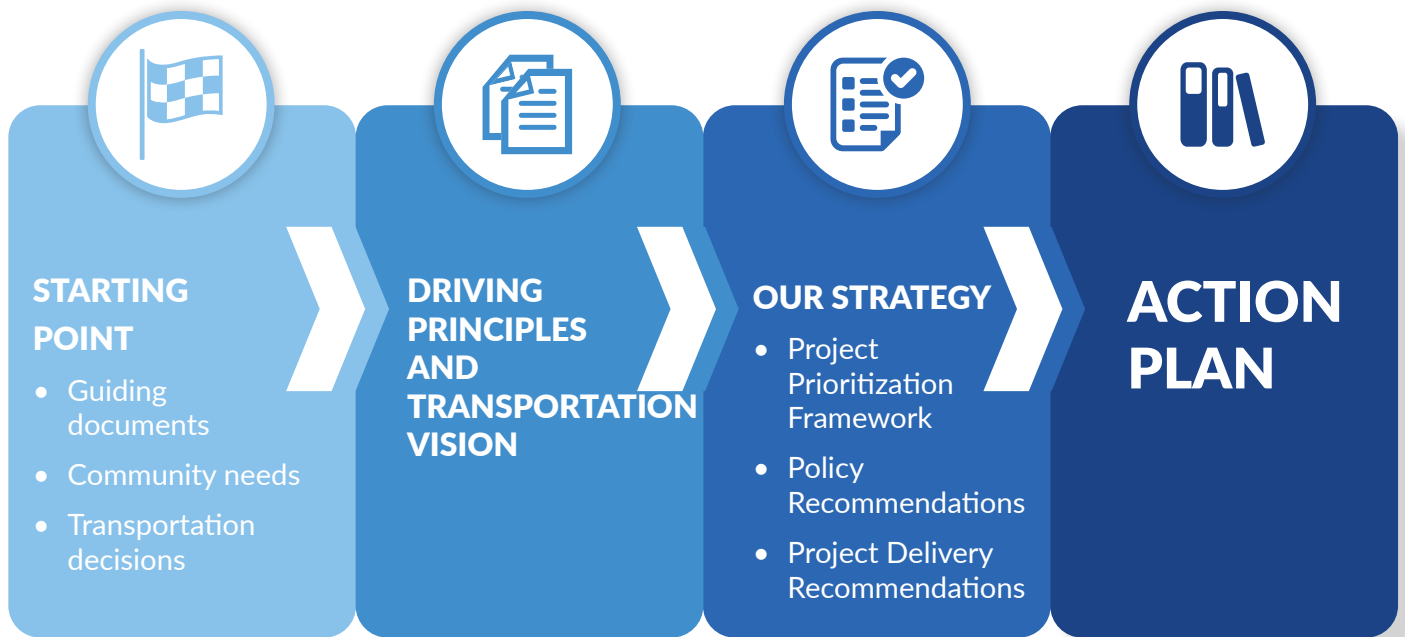 STARTING
POINT
• Guiding
documents
• Community needs
• Transportation
decisions
DRIVING
PRINCIPLES
AND
TRANSPORTATION
VISION
OUR STRATEGY
• Project
Prioritization
Framework
• Policy
Recommendations
• Project Delivery
Recommendations
ACTION
PLAN